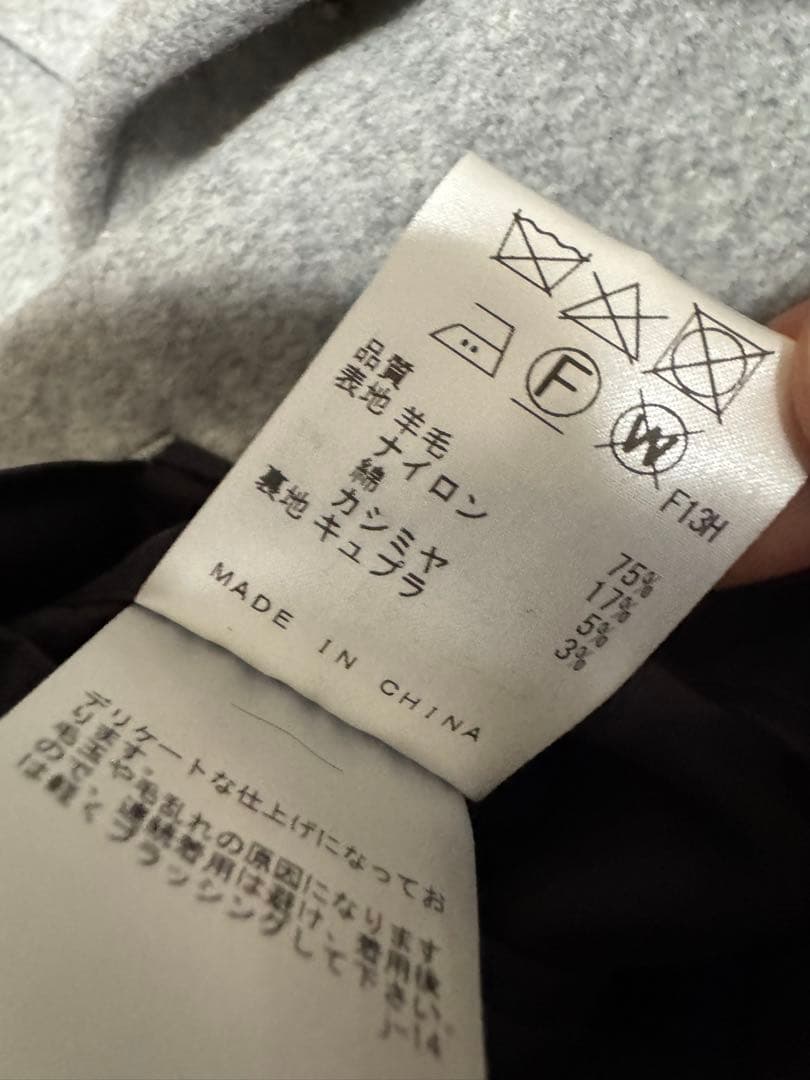 F
W
F13H
品質
表地 羊毛 75%
ナイロン 17%
綿 5%
カシミヤ 3%
裏地 キュプラ
MADE IN CHINA
デリケートな仕上げになってお
ります。
毛玉や毛乱れの原因になります
ので、連続着用は避け、着用後
は軽くブラッシングして下さい。
J-14